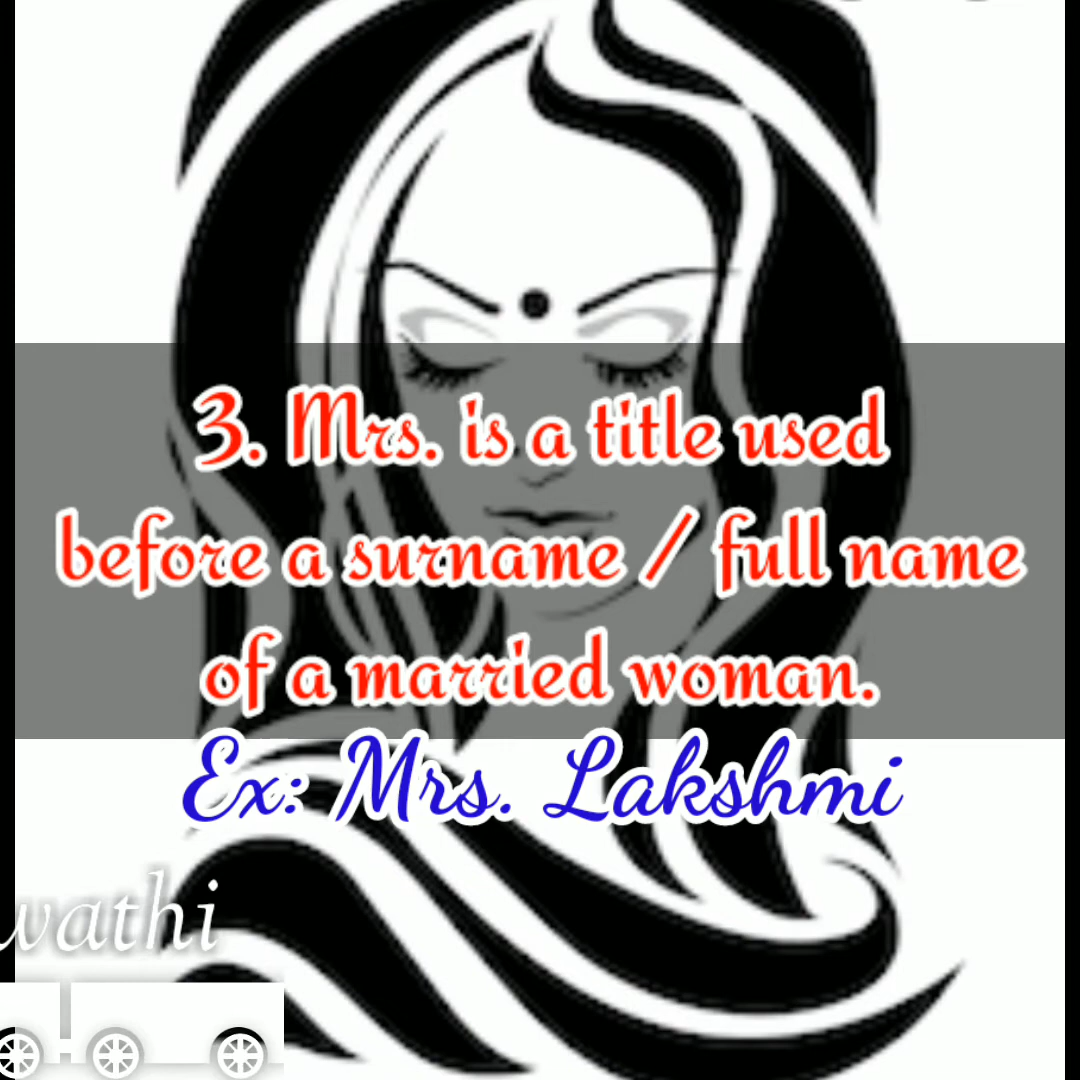 3. Mrs. is a title used
before a surname / full name
of a married woman.
Ex: Mrs. Lakshmi
wathi